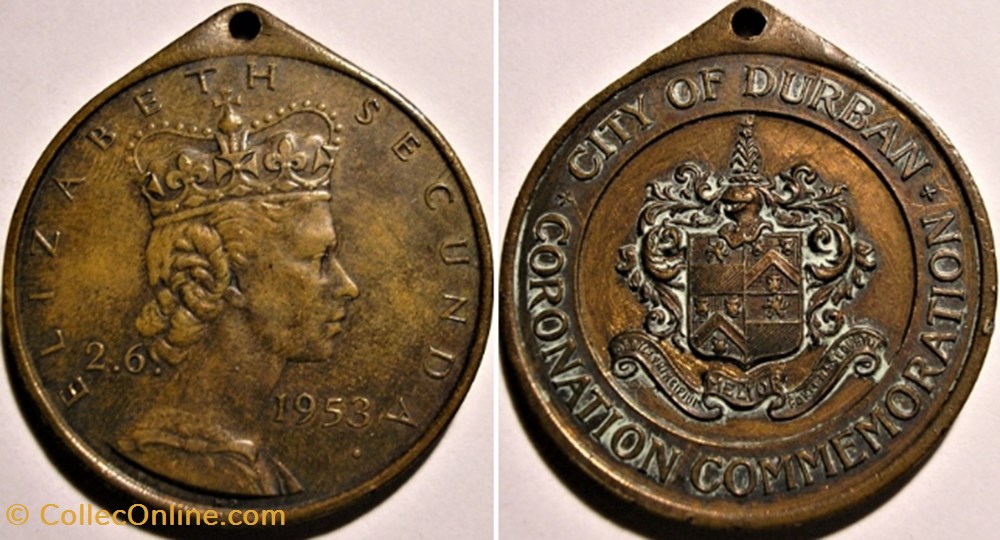 ELIZABETH SECUNDA
2.6.
1953
CITY OF DURBAN
CORONATION COMMEMORATION
MELIOR
© CollecOnline.com